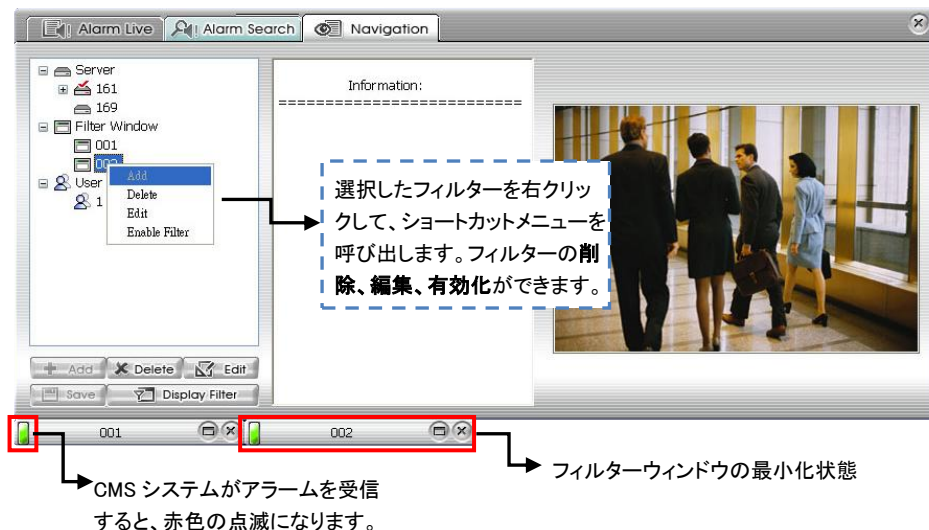 Alarm Live Alarm Search Navigation
Server
161
169
Filter Window
001
002
User
1
Add
Delete
Edit
Enable Filter
Information:
===========================
選択したフィルターを右クリッ
クして、ショートカットメニューを
呼び出します。フィルターの削
除、編集、有効化ができます。
Add Delete Edit
Save Display Filter
001 002
フィルターウィンドウの最小化状態
CMS システムがアラームを受信
すると、赤色の点滅になります。